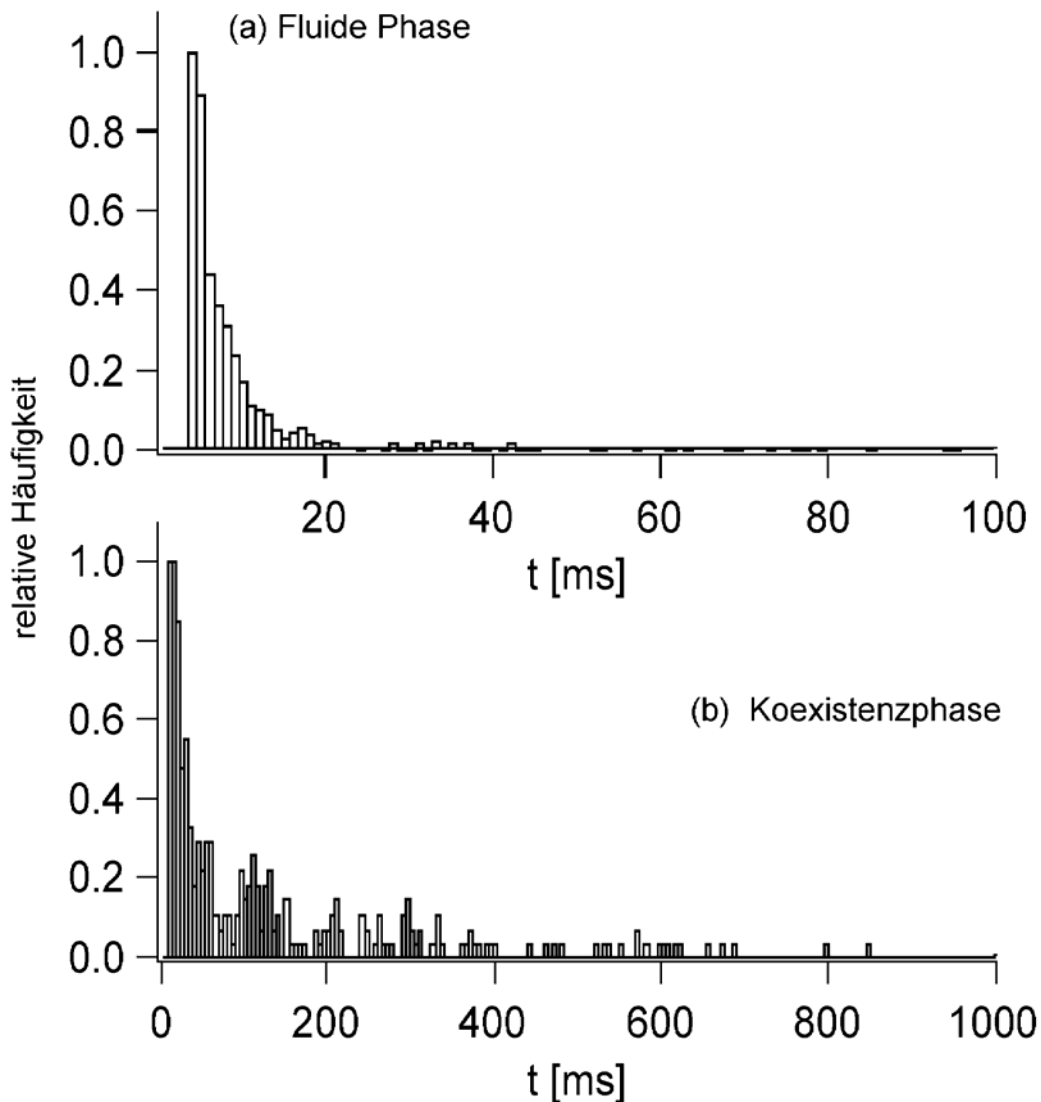 (a) Fluide Phase
1.0
0.8
0.6
0.4
0.2
0.0
20 40 60 80 100
t [ms]
relative Häufigkeit
1.0
0.8
0.6
0.4
0.2
0.0
(b) Koexistenzphase
0 200 400 600 800 1000
t [ms]